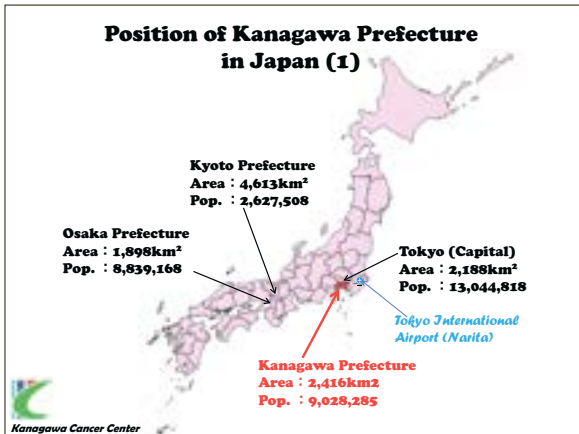 Position of Kanagawa Prefecture
in Japan (1)
Kyoto Prefecture
Area：4,613km²
Pop. ：2,627,508
Osaka Prefecture
Area：1,898km²
Pop. ：8,839,168
Tokyo (Capital)
Area：2,188km²
Pop. ：13,044,818
Tokyo International
Airport (Narita)
Kanagawa Prefecture
Area：2,416km2
Pop. ：9,028,285
Kanagawa Cancer Center